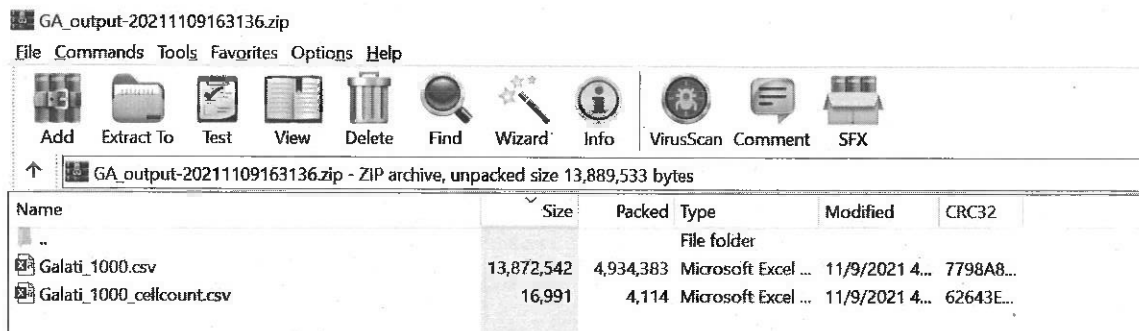 GA_output-20211109163136.zip
File Commands Tools Favorites Options Help
Add Extract To Test View Delete Find Wizard Info VirusScan Comment SFX
GA_output-20211109163136.zip - ZIP archive, unpacked size 13,889,533 bytes
Name Size Packed Type Modified CRC32
.. File folder
Galati_1000.csv 13,872,542 4,934,383 Microsoft Excel ... 11/9/2021 4... 7798A8...
Galati_1000_cellcount.csv 16,991 4,114 Microsoft Excel ... 11/9/2021 4... 62643E...